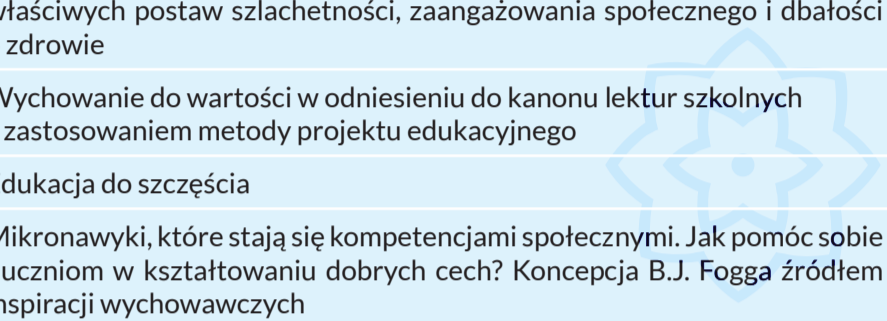 właściwych postaw szlachetności, zaangażowania społecznego i dbałości
zdrowie
Wychowanie do wartości w odniesieniu do kanonu lektur szkolnych
zastosowaniem metody projektu edukacyjnego
dukacja do szczęścia
Mikronawyki, które stają się kompetencjami społecznymi. Jak pomóc sobie
uczniom w kształtowaniu dobrych cech? Koncepcja B.J. Fogga źródłem
nspiracji wychowawczych